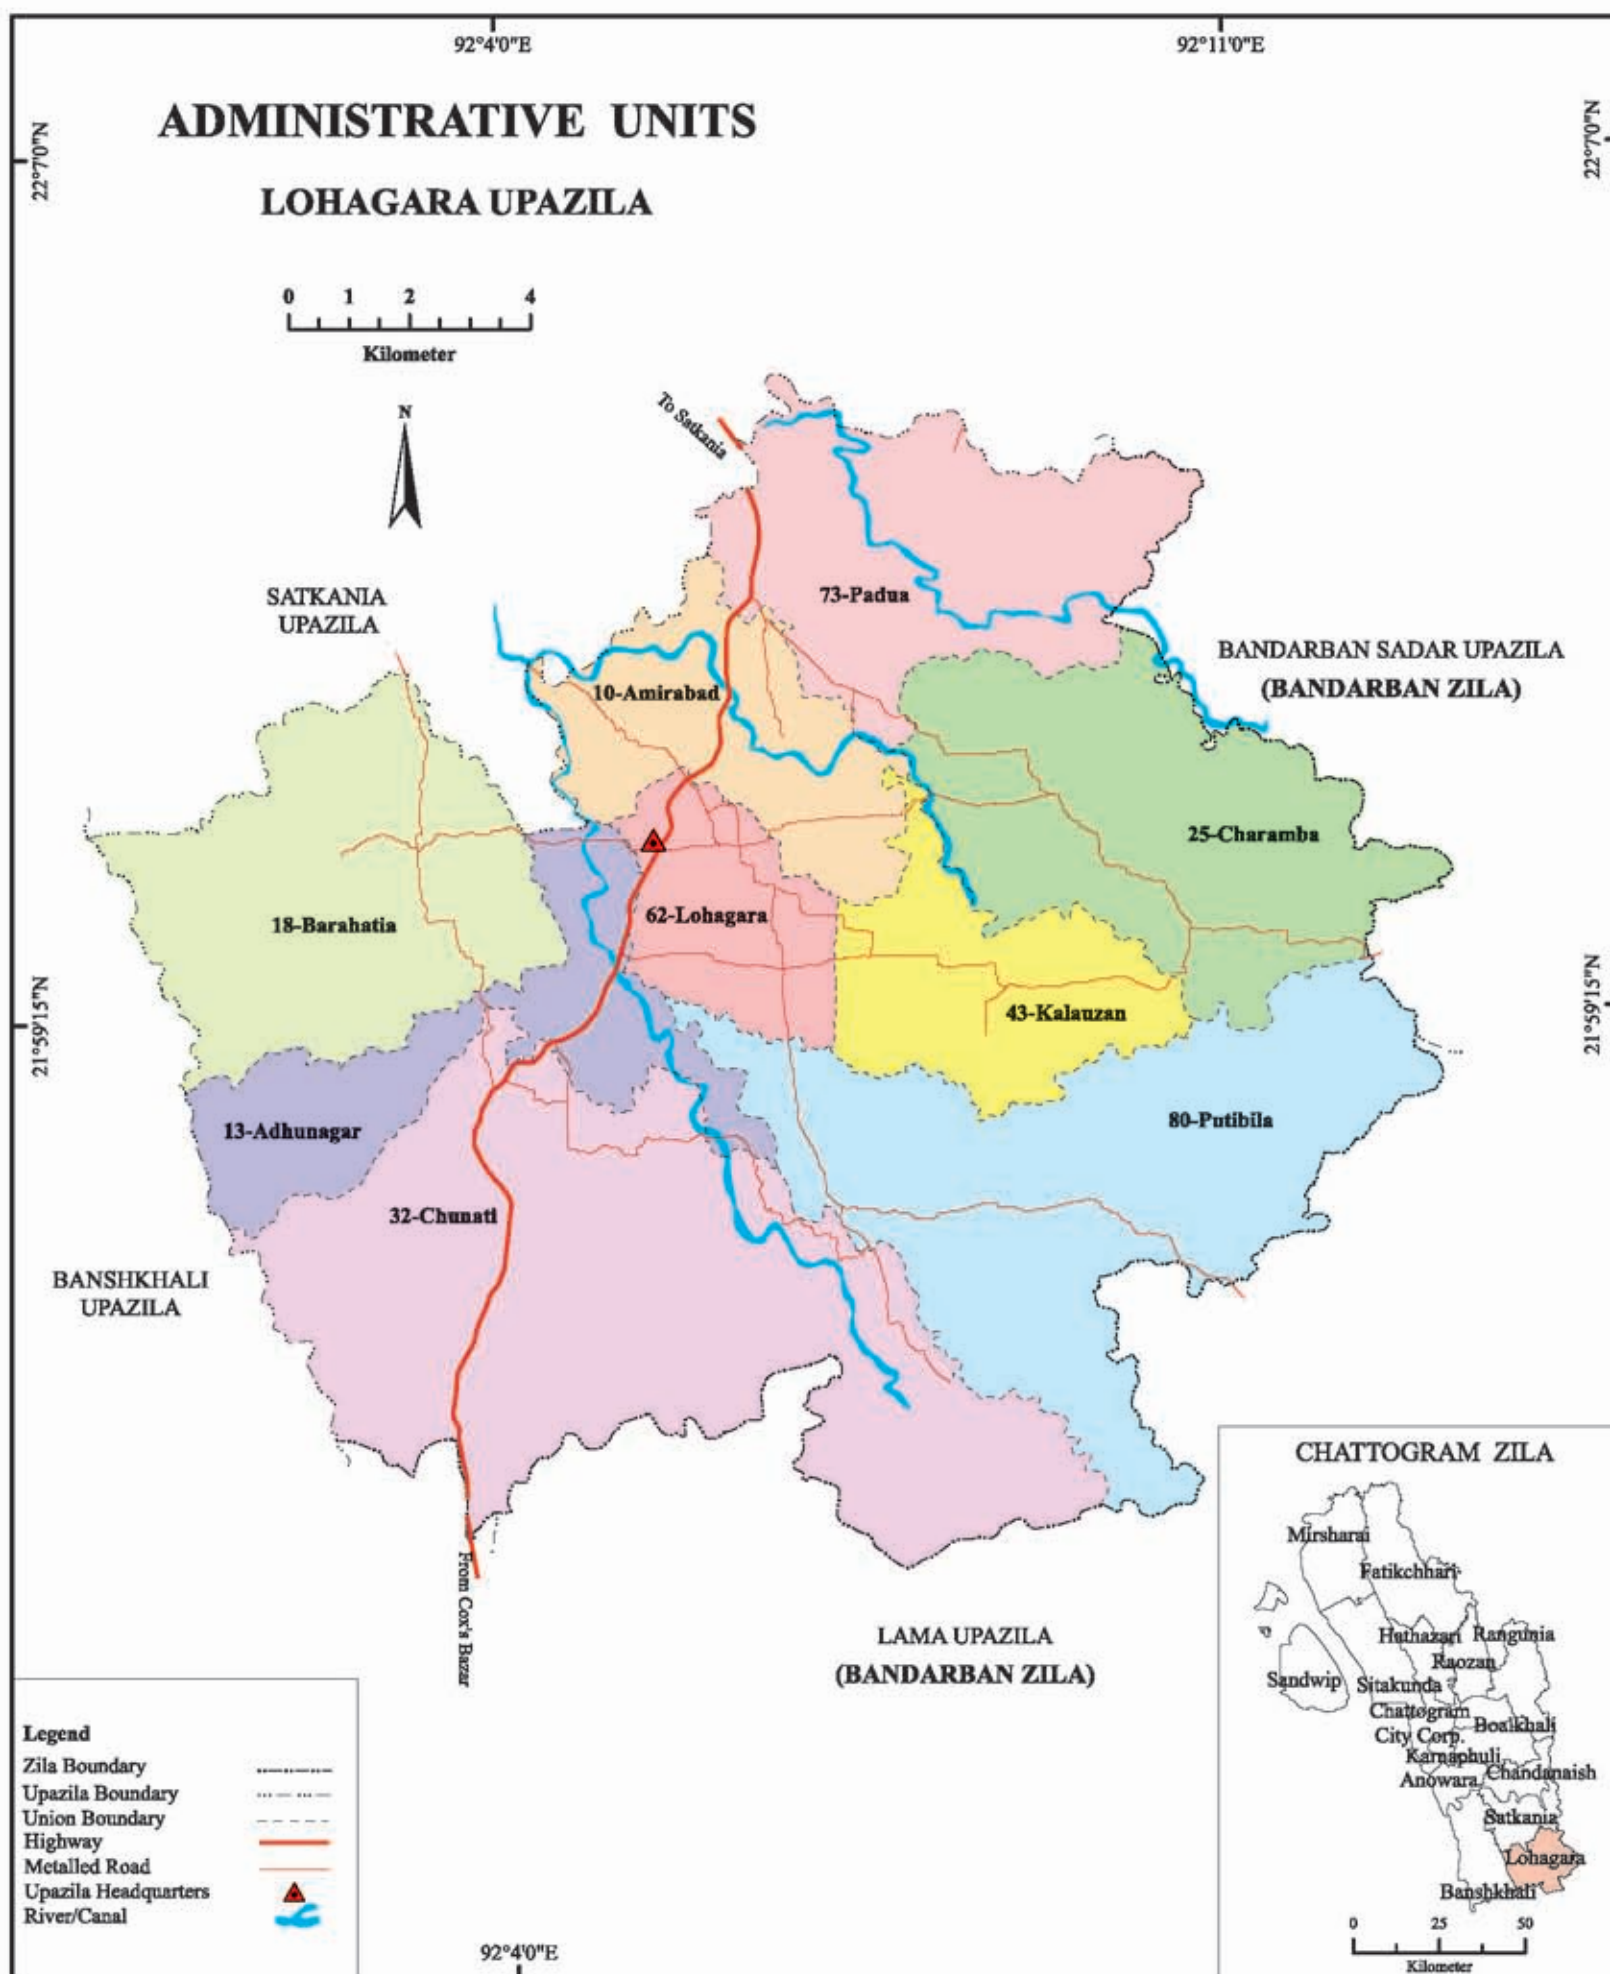 92°4'0"E
92°11'0"E
ADMINISTRATIVE UNITS
22°7'0"N
22°7'0"N
LOHAGARA UPAZILA
0 1 2 4
Kilometer
N
To Satkania
SATKANIA
UPAZILA
73-Padua
BANDARBAN SADAR UPAZILA
(BANDARBAN ZILA)
10-Amirabad
25-Charamba
18-Barahatia
62-Lohagara
21°59'15"N
43-Kalauzan
21°59'15"N
13-Adhunagar
80-Putibila
32-Chunati
BANSHKHALI
UPAZILA
From Cox's Bazar
LAMA UPAZILA
(BANDARBAN ZILA)
Legend
Zila Boundary
Upazila Boundary
Union Boundary
Highway
Metalled Road
Upazila Headquarters
River/Canal
92°4'0"E
CHATTOGRAM ZILA
Mirsharai
Fatikchhari
Hathazari
Rangunia
Raozan
Sandwip
Sitakunda
Chattogram
City Corp.
Boalkhali
Karnaphuli
Chandanaish
Anowara
Satkania
Lohagara
Banshkhali
0 25 50
Kilometer